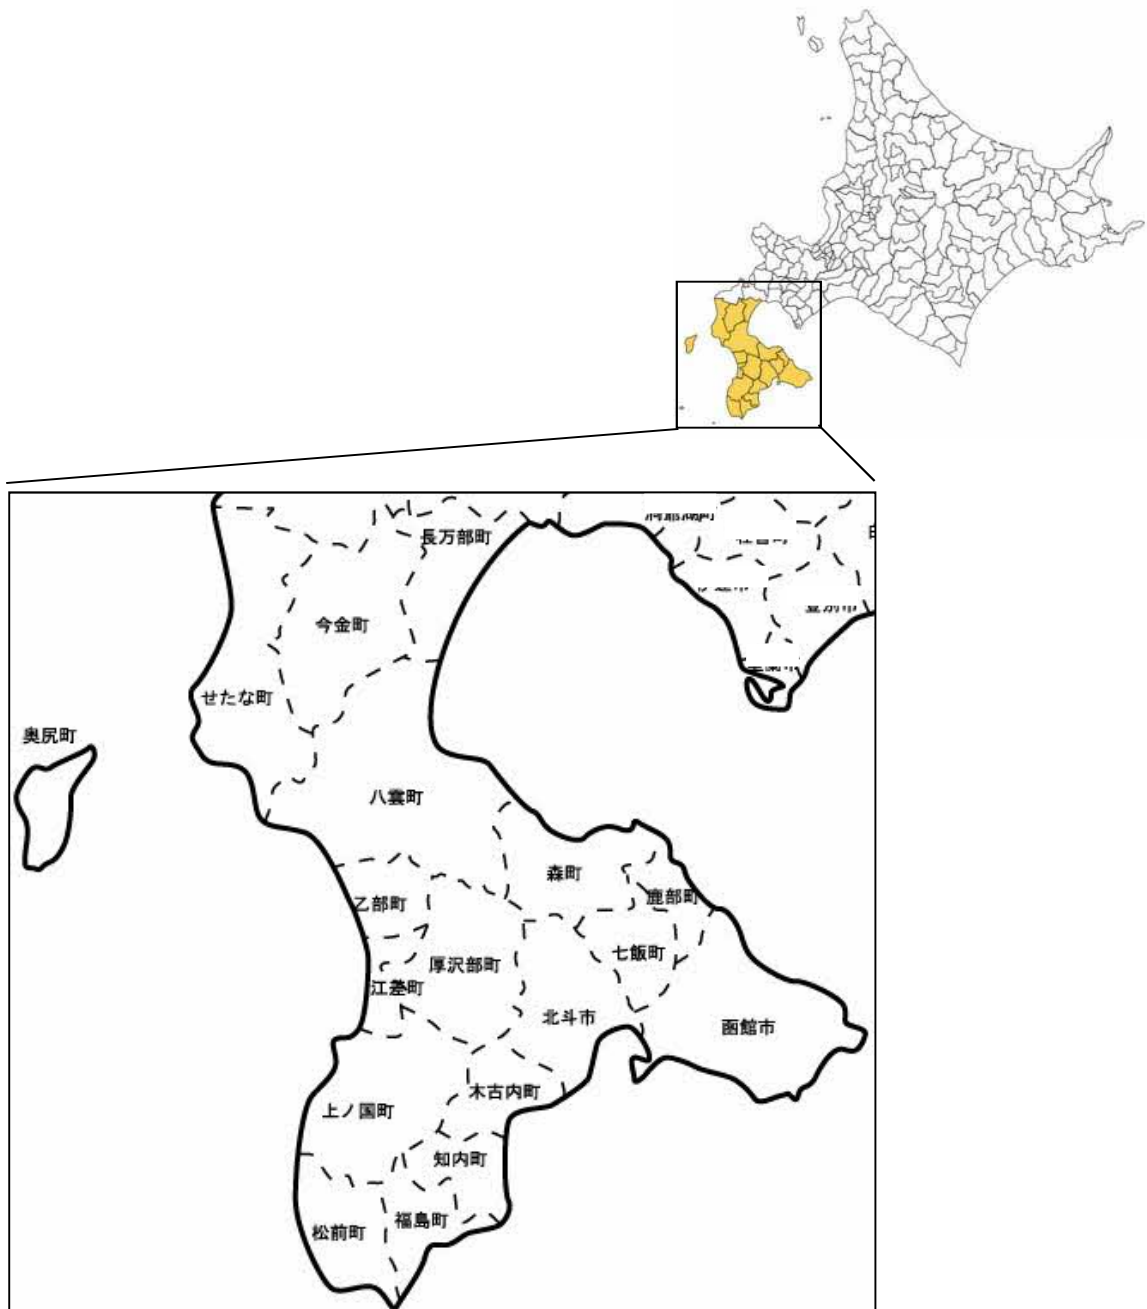 長万部町
今金町
せたな町
奥尻町
八雲町
森町
乙部町
鹿部町
七飯町
厚沢部町
江差町
北斗市
函館市
木古内町
上ノ国町
知内町
福島町
松前町